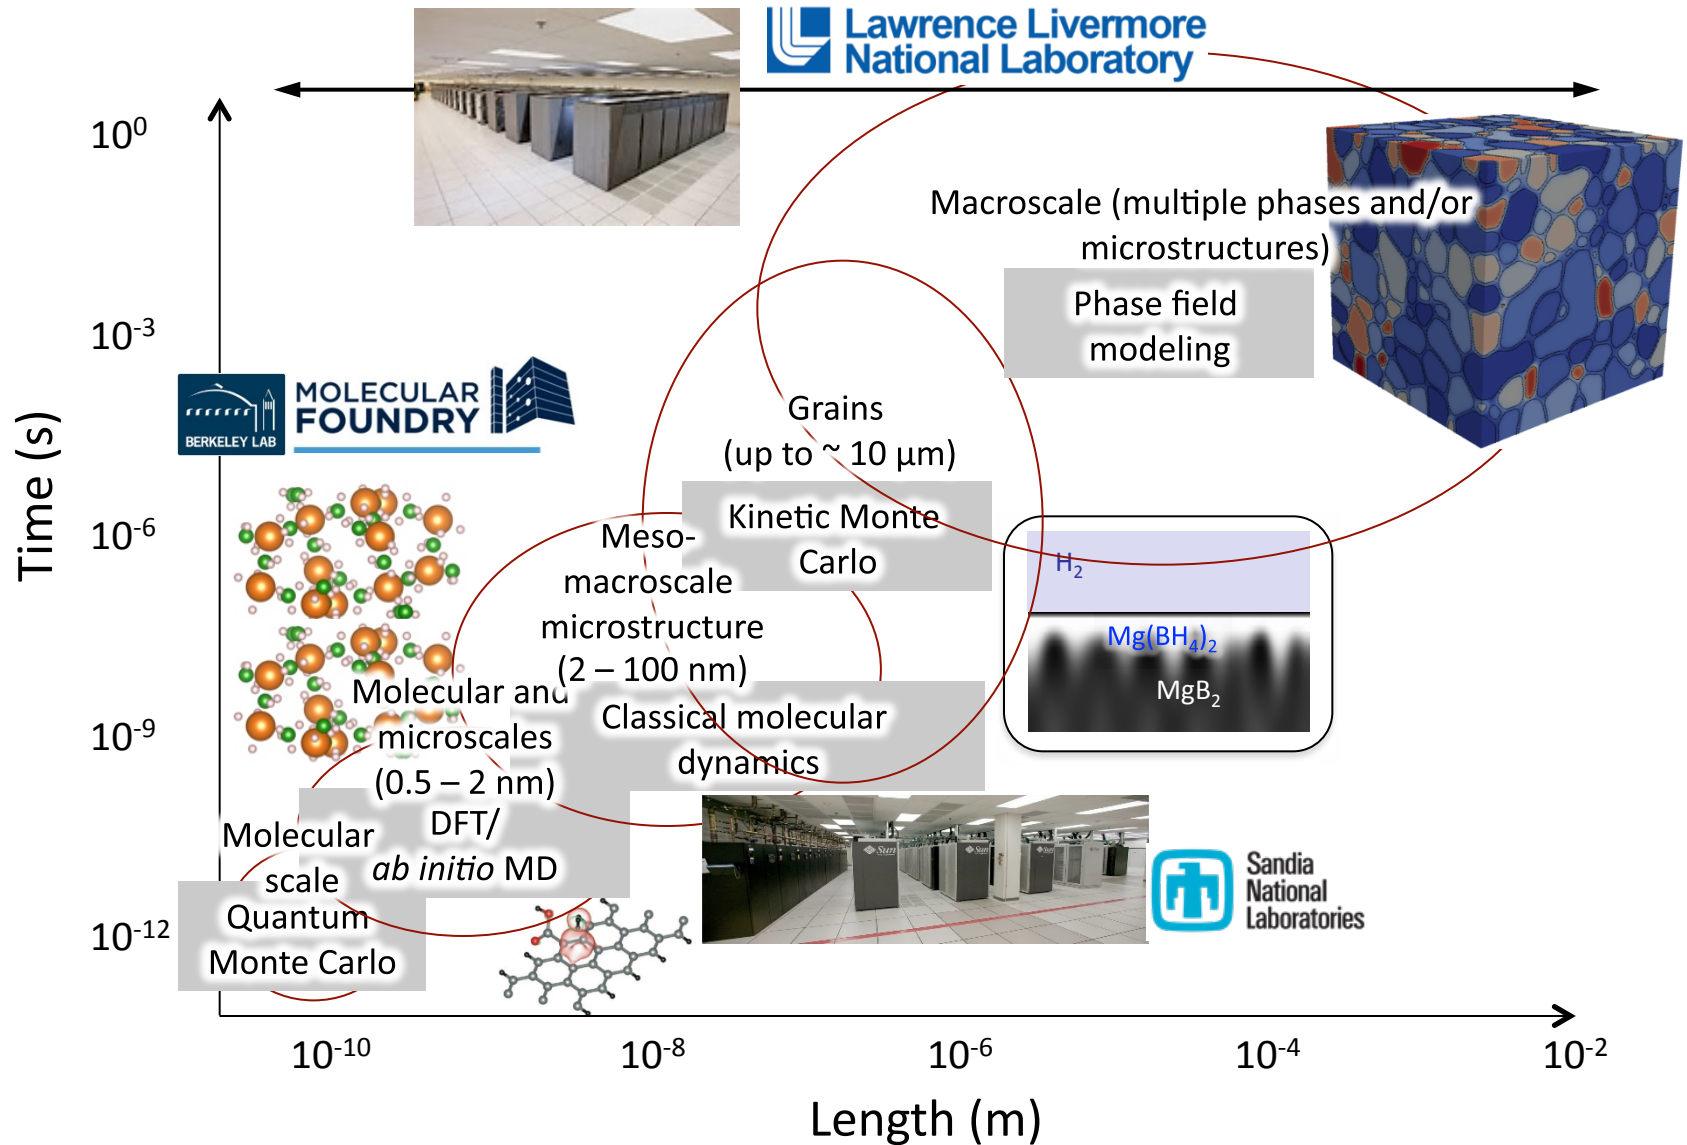 Lawrence Livermore
National Laboratory
10^0
Macroscale (multiple phases and/or
microstructures)
Phase field
modeling
10^-3
BERKELEY LAB
MOLECULAR
FOUNDRY
Grains
(up to ~ 10 µm)
Kinetic Monte
Carlo
Time (s)
10^-6
Meso-
macroscale
microstructure
(2 – 100 nm)
H2
Mg(BH4)2
MgB2
Molecular and
microscales
(0.5 – 2 nm)
Classical molecular
dynamics
10^-9
DFT/
ab initio MD
Molecular
scale
Quantum
Monte Carlo
10^-12
Sun
Sun
Sandia
National
Laboratories
10^-10
10^-8
10^-6
10^-4
10^-2
Length (m)